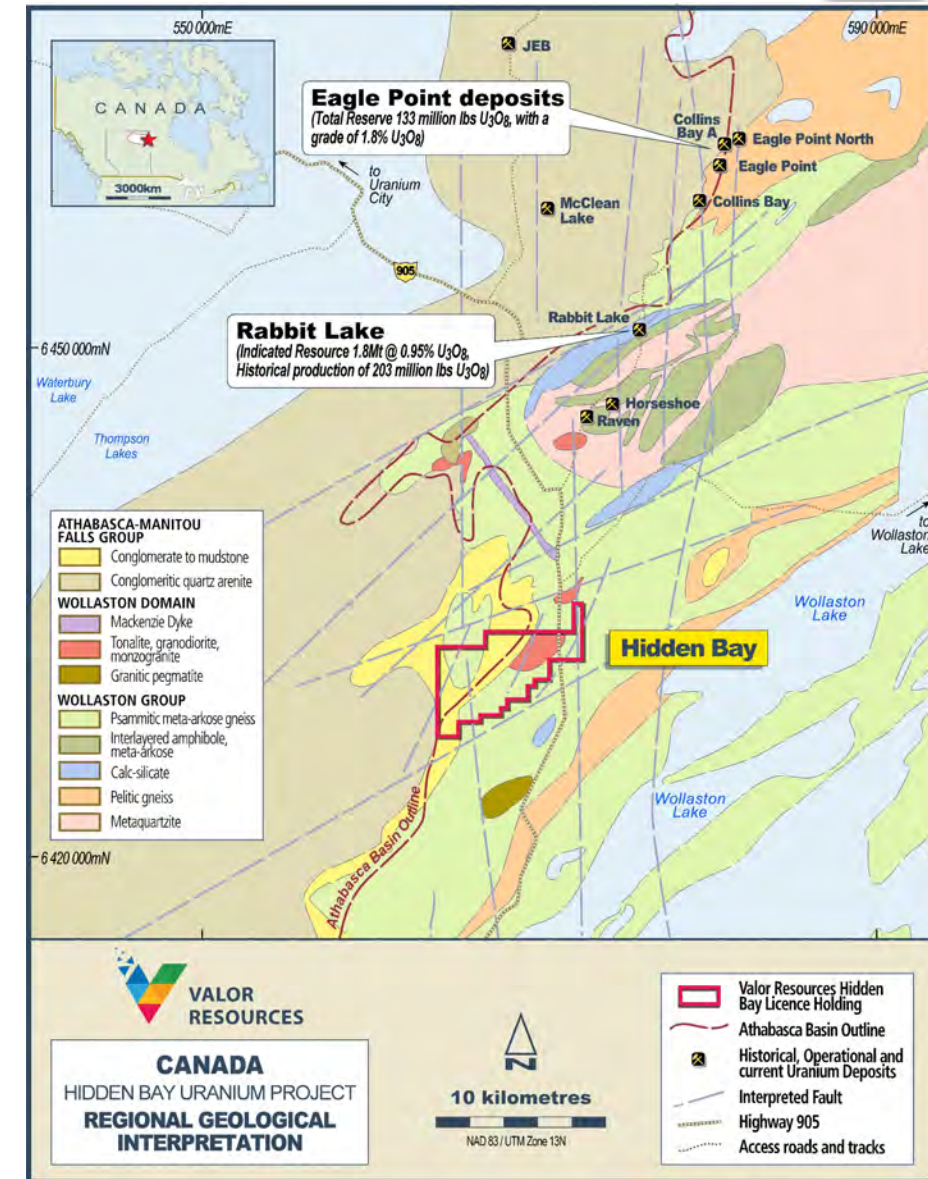 550 000mE
590 000mE
CANADA
3000km
JEB
Eagle Point deposits
(Total Reserve 133 million lbs U3O8, with a
grade of 1.8% U3O8)
Collins
Bay A
Eagle Point North
Eagle Point
to
Uranium
City
McClean
Lake
Collins Bay
905
Rabbit Lake
(Indicated Resource 1.8Mt @ 0.95% U3O8,
Historical production of 203 million lbs U3O8)
Rabbit Lake
6 450 000mN
Waterbury
Lake
Horseshoe
Raven
Thompson
Lakes
to
Wollaston
Lake
ATHABASCA-MANITOU
FALLS GROUP
Conglomerate to mudstone
Conglomeritic quartz arenite
WOLLASTON DOMAIN
Mackenzie Dyke
Tonalite, granodiorite,
monzogranite
Granitic pegmatite
WOLLASTON GROUP
Psammitic meta-arkose gneiss
Interlayered amphibole,
meta-arkose
Calc-silicate
Pelitic gneiss
Metaquartzite
Wollaston
Lake
Hidden Bay
Wollaston
Lake
Athabasca Basin Outline
6 420 000mN
VALOR
RESOURCES
CANADA
HIDDEN BAY URANIUM PROJECT
REGIONAL GEOLOGICAL
INTERPRETATION
N
10 kilometres
NAD 83 / UTM Zone 13N
Valor Resources Hidden
Bay Licence Holding
Athabasca Basin Outline
Historical, Operational and
current Uranium Deposits
Interpreted Fault
Highway 905
Access roads and tracks